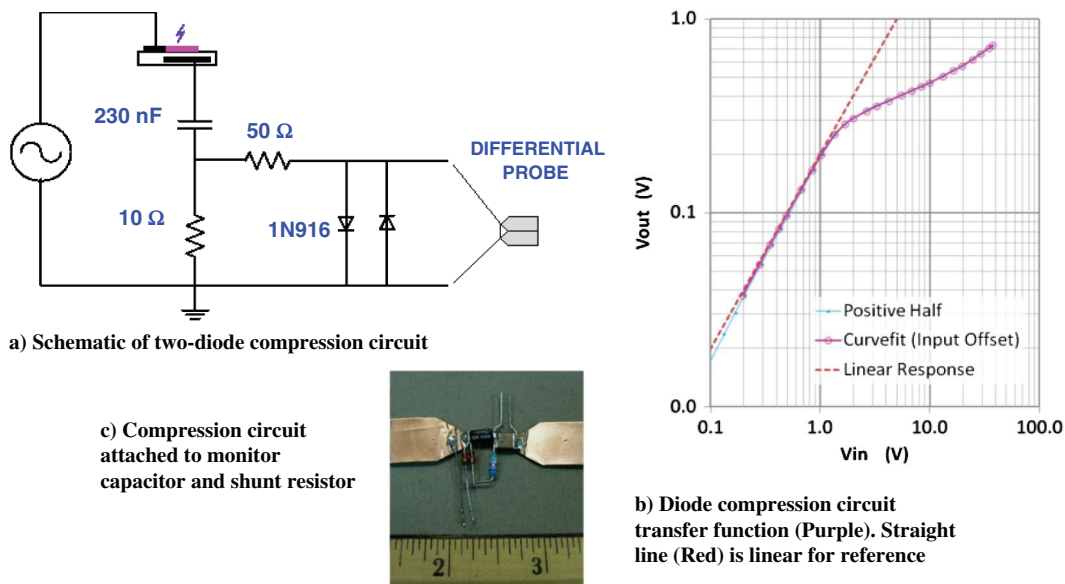 230 nF
50 Ω
10 Ω
1N916
DIFFERENTIAL
PROBE
a) Schematic of two-diode compression circuit
1.0
0.1
0.0
Vout (V)
0.1 1.0 10.0 100.0
Vin (V)
Positive Half
Curvefit (Input Offset)
Linear Response
b) Diode compression circuit
transfer function (Purple). Straight
line (Red) is linear for reference
c) Compression circuit
attached to monitor
capacitor and shunt resistor
2 3